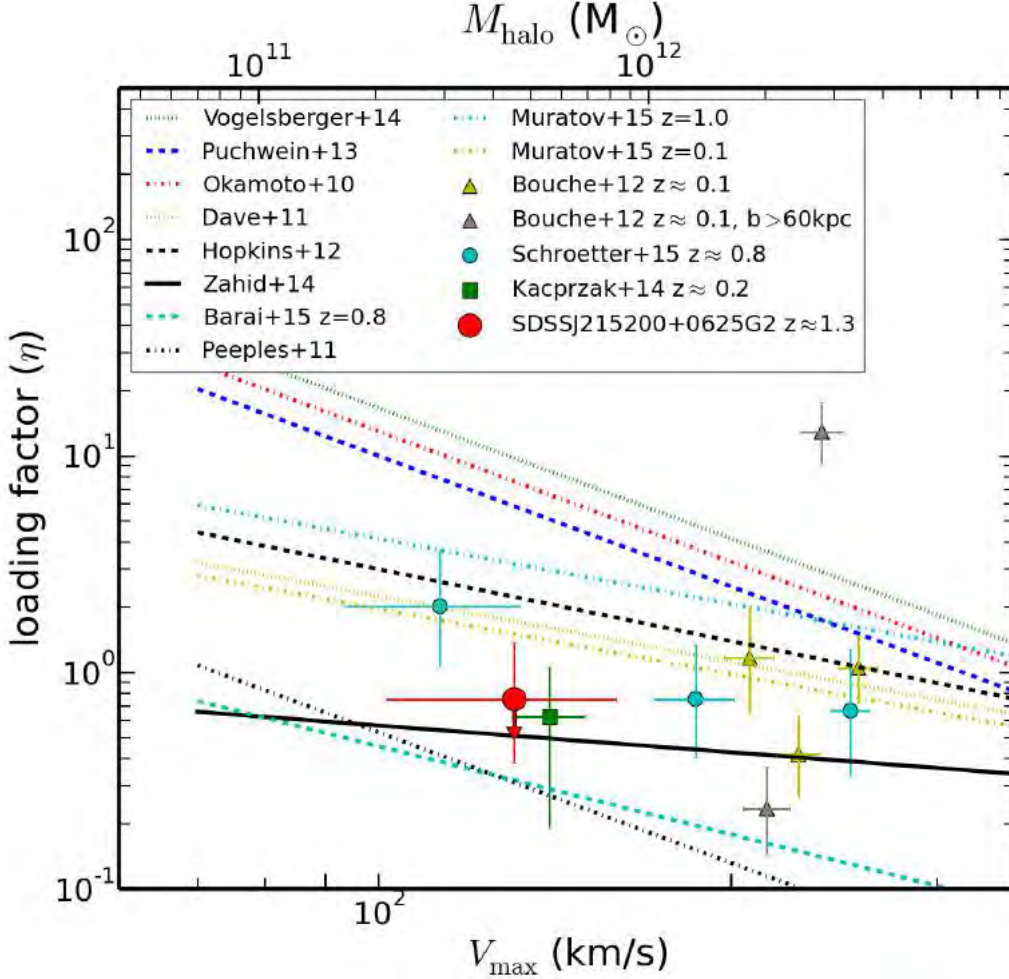 M_halo (M_⊙)
10^11 10^12
Vogelsberger+14
Puchwein+13
Okamoto+10
Dave+11
Hopkins+12
Zahid+14
Barai+15 z=0.8
Peeples+11
Muratov+15 z=1.0
Muratov+15 z=0.1
Bouche+12 z≈0.1
Bouche+12 z≈0.1, b>60kpc
Schroetter+15 z≈0.8
Kacprzak+14 z≈0.2
SDSSJ215200+0625G2 z≈1.3
loading factor (η)
10^2
10^1
10^0
10^-1
10^2
V_max (km/s)